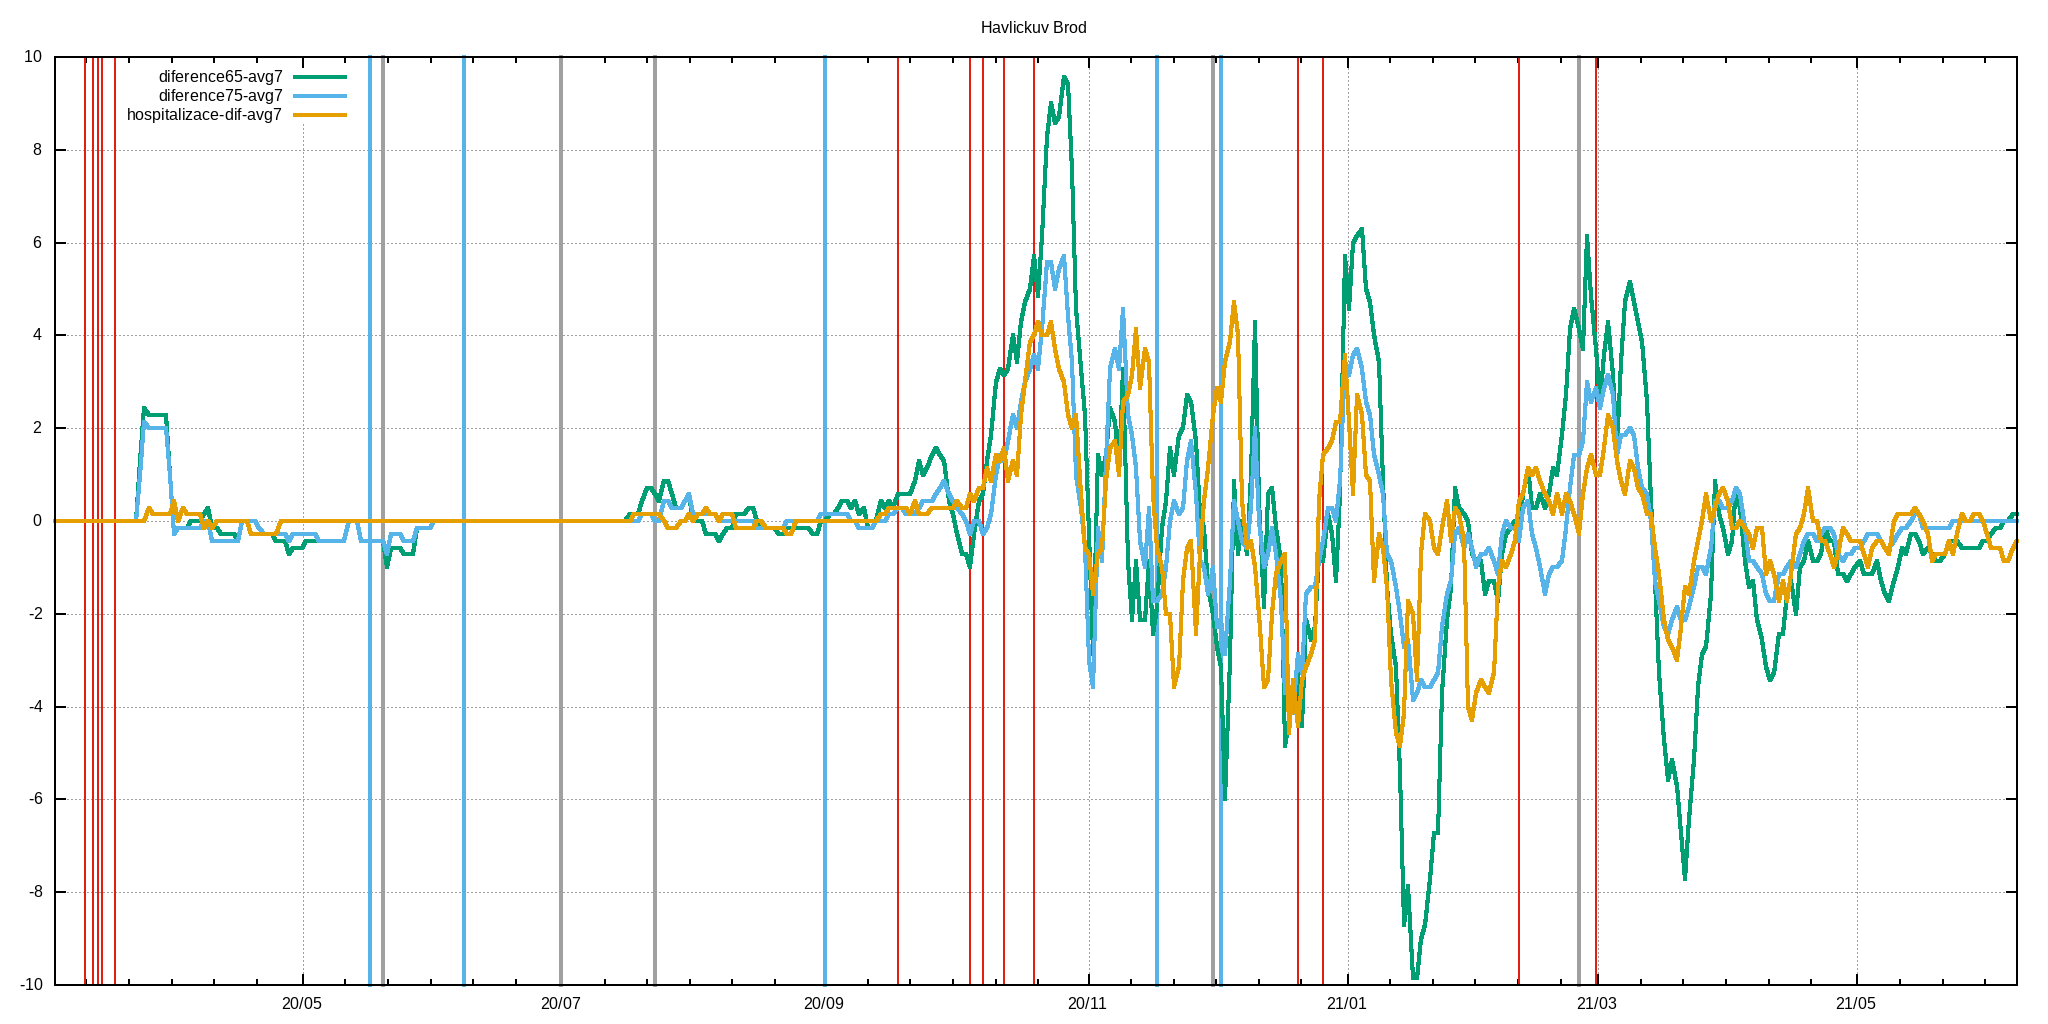 Havlickuv Brod
diference65-avg7
diference75-avg7
hospitalizace-dif-avg7
10
8
6
4
2
0
-2
-4
-6
-8
-10
20/05 20/07 20/09 20/11 21/01 21/03 21/05